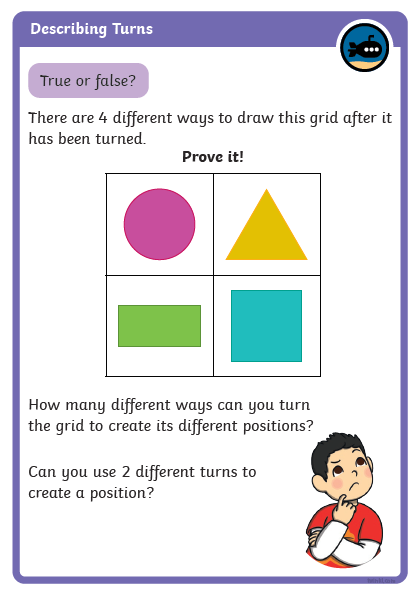 Describing Turns
True or false?
There are 4 different ways to draw this grid after it
has been turned.
Prove it!
How many different ways can you turn
the grid to create its different positions?
Can you use 2 different turns to
create a position?